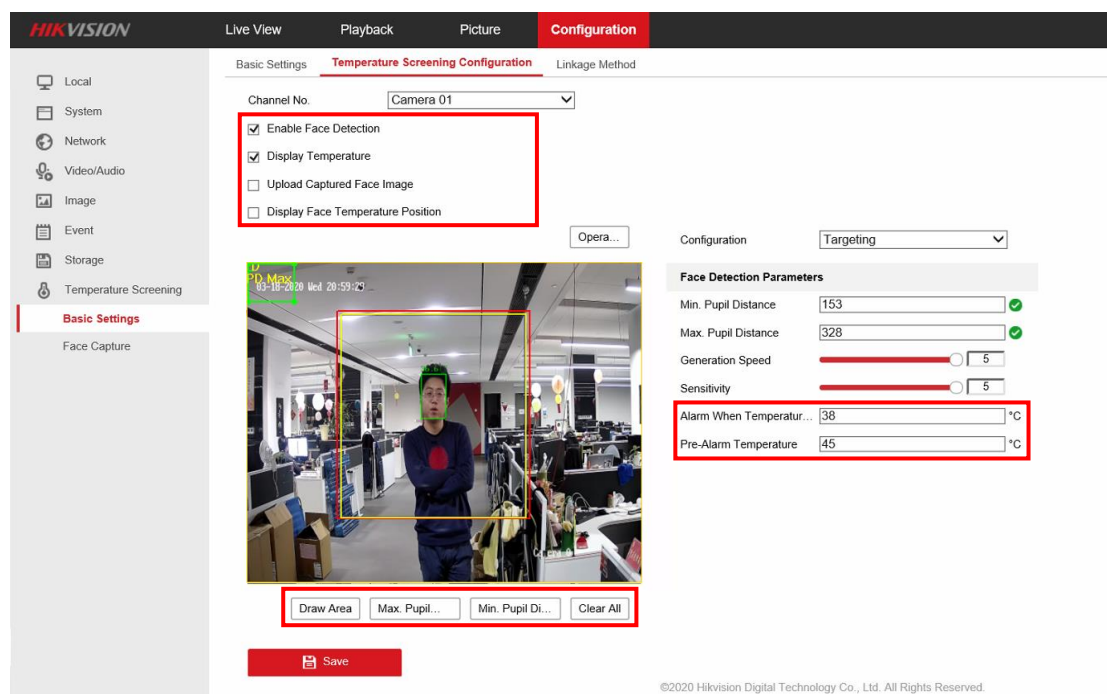 HIKVISION
Live View Playback Picture Configuration
Basic Settings Temperature Screening Configuration Linkage Method
Local
System
Network
Video/Audio
Image
Event
Storage
Temperature Screening
Basic Settings
Face Capture
Channel No. Camera 01
Enable Face Detection
Display Temperature
Upload Captured Face Image
Display Face Temperature Position
Opera...
D
PD Max
03-18-2020 Wed 20:59:29
Draw Area Max. Pupil... Min. Pupil Di... Clear All
Save
Configuration Targeting
Face Detection Parameters
Min. Pupil Distance 153
Max. Pupil Distance 328
Generation Speed 5
Sensitivity 5
Alarm When Temperatur... 38 °C
Pre-Alarm Temperature 45 °C
©2020 Hikvision Digital Technology Co., Ltd. All Rights Reserved.